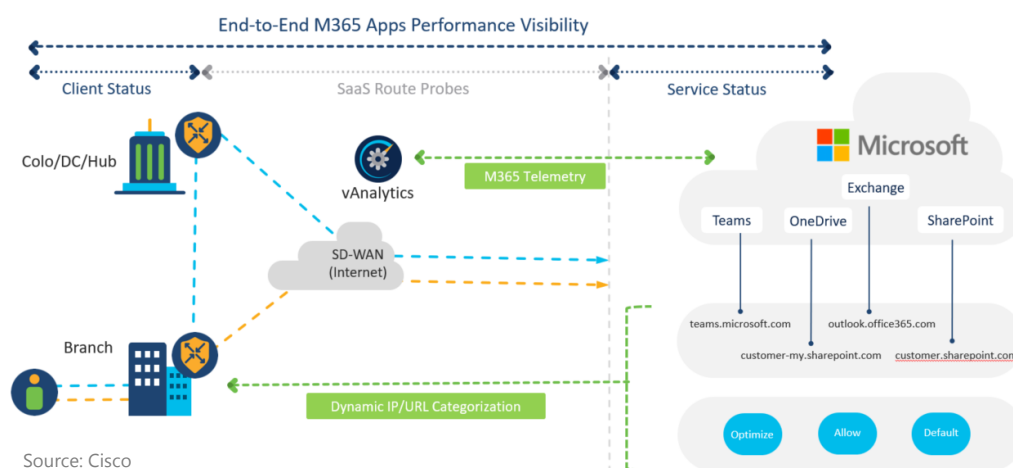 End-to-End M365 Apps Performance Visibility
Client Status
SaaS Route Probes
Service Status
Colo/DC/Hub
vAnalytics
M365 Telemetry
Microsoft
Exchange
Teams
OneDrive
SharePoint
SD-WAN
(Internet)
teams.microsoft.com
outlook.office365.com
customer-my.sharepoint.com
customer.sharepoint.com
Branch
Dynamic IP/URL Categorization
Optimize
Allow
Default
Source: Cisco